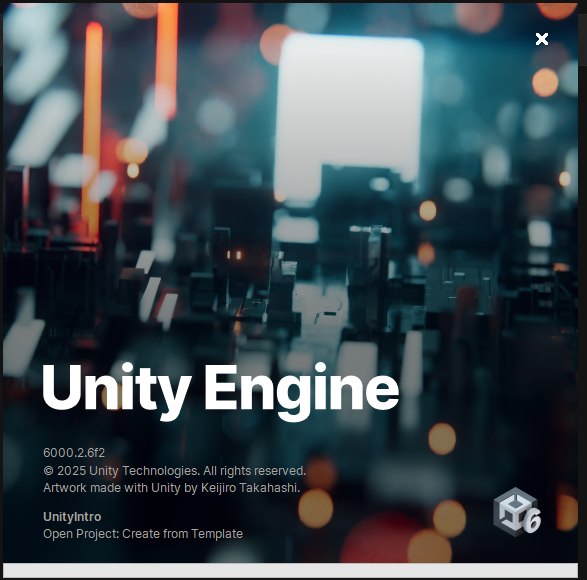 Unity Engine
6000.2.6f2
© 2025 Unity Technologies. All rights reserved.
Artwork made with Unity by Keijiro Takahashi.
UnityIntro
Open Project: Create from Template
6